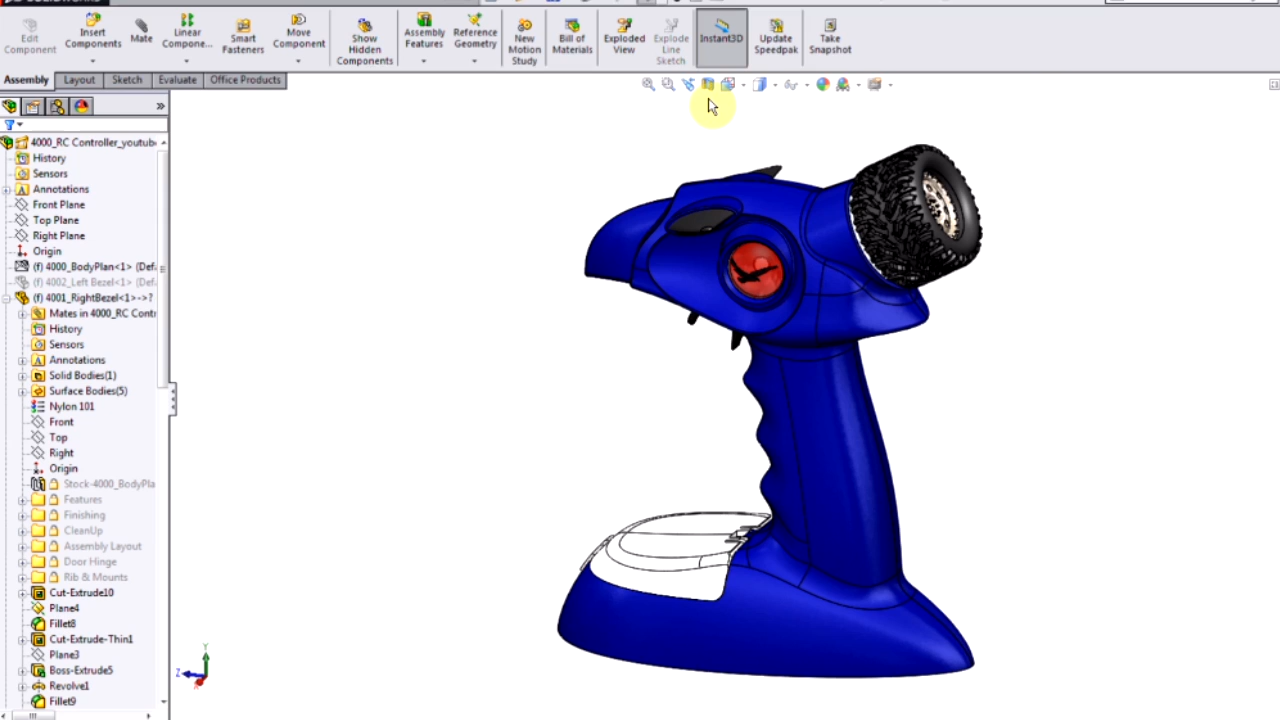 Edit Component
Insert Components
Mate
Linear Compone...
Smart Fasteners
Move Component
Show Hidden Components
Assembly Features
Reference Geometry
New Motion Study
Bill of Materials
Exploded View
Explode Line Sketch
Instant3D
Update Speedpak
Take Snapshot
Assembly Layout Sketch Evaluate Office Products
4000_RC Controller_youtube
History
Sensors
Annotations
Front Plane
Top Plane
Right Plane
Origin
(f) 4000_BodyPlan<1> (Defa
(f) 4002_Left Bezel<1> (Def
(f) 4001_RightBezel<1>->?
Mates in 4000_RC Contr
History
Sensors
Annotations
Solid Bodies(1)
Surface Bodies(5)
Nylon 101
Front
Top
Right
Origin
Stock-4000_BodyPla
Features
Finishing
CleanUp
Assembly Layout
Door Hinge
Rib & Mounts
Cut-Extrude10
Plane4
Fillet8
Cut-Extrude-Thin1
Plane3
Boss-Extrude5
Revolve1
Fillet9
Y
Z